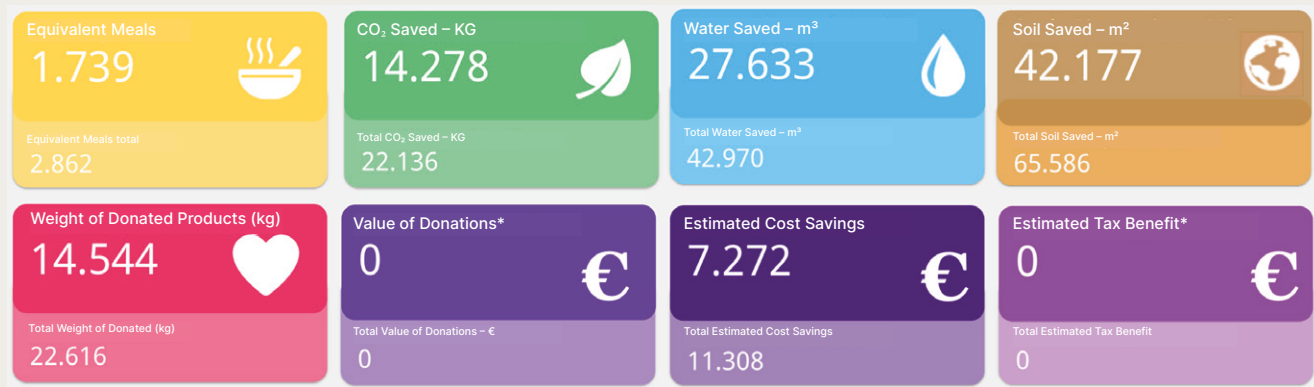 Equivalent Meals
1.739
Equivalent Meals total
2.862
CO₂ Saved – KG
14.278
Total CO₂ Saved – KG
22.136
Water Saved – m³
27.633
Total Water Saved – m³
42.970
Soil Saved – m²
42.177
Total Soil Saved – m²
65.586
Weight of Donated Products (kg)
14.544
Total Weight of Donated (kg)
22.616
Value of Donations*
0
€
Total Value of Donations – €
0
Estimated Cost Savings
7.272
€
Total Estimated Cost Savings
11.308
Estimated Tax Benefit*
0
€
Total Estimated Tax Benefit
0